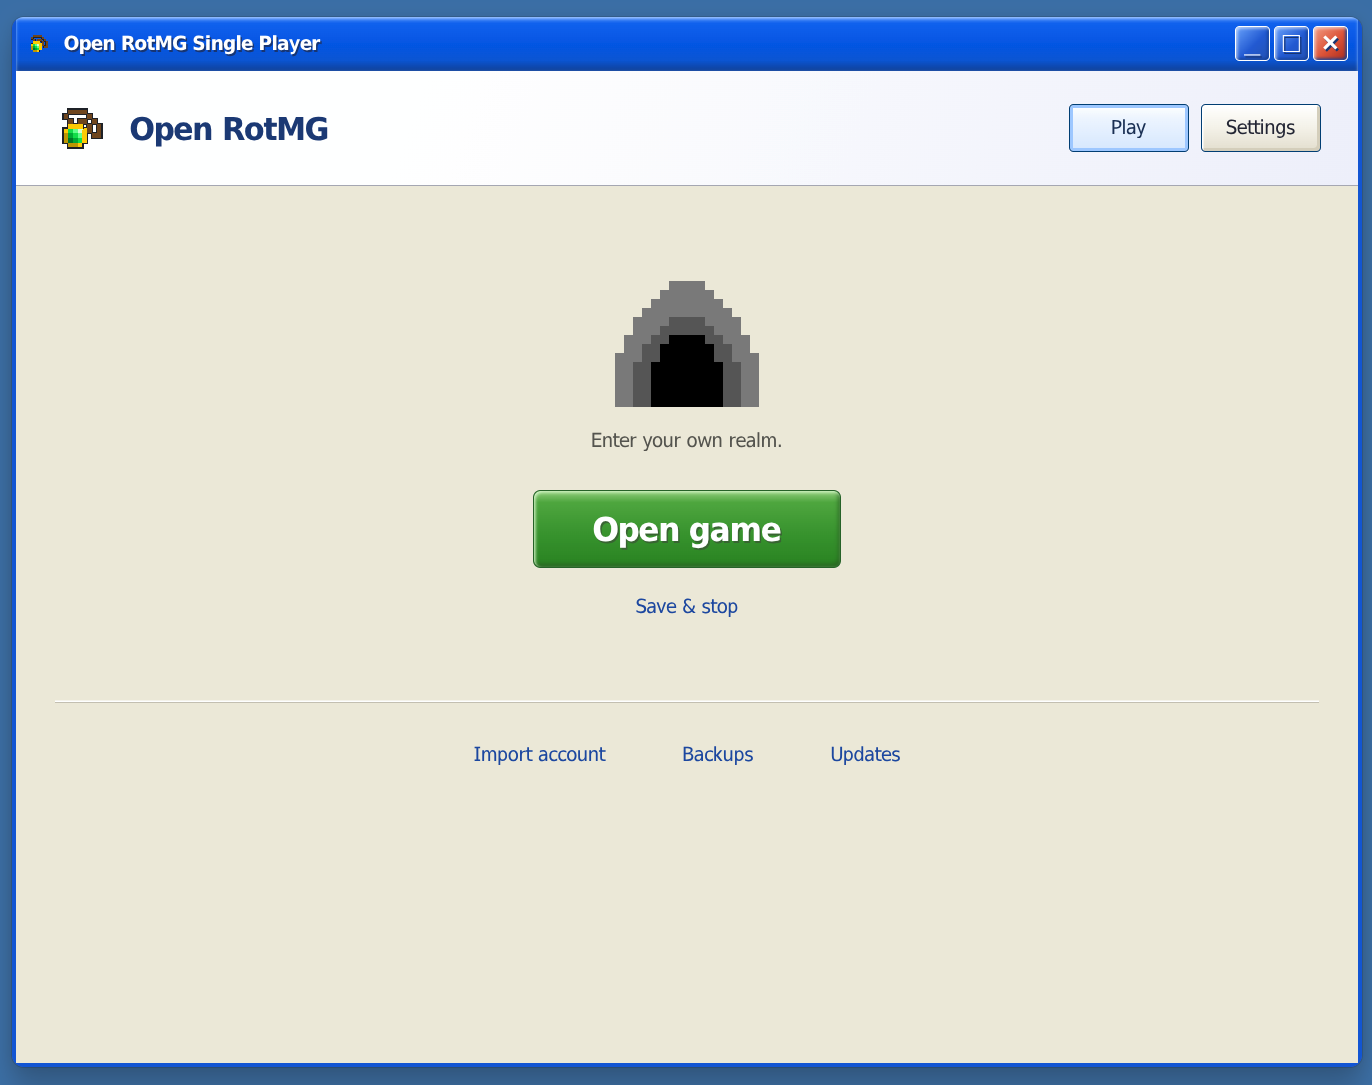 Open RotMG Single Player
Open RotMG
Play
Settings
Enter your own realm.
Open game
Save & stop
Import account
Backups
Updates